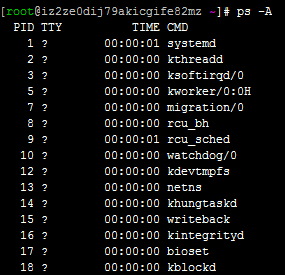 [root@iz2ze0dij79akicgife82mz ~]# ps -A
PID TTY TIME CMD
1 ? 00:00:01 systemd
2 ? 00:00:00 kthreadd
3 ? 00:00:00 ksoftirqd/0
5 ? 00:00:00 kworker/0:0H
7 ? 00:00:00 migration/0
8 ? 00:00:00 rcu_bh
9 ? 00:00:01 rcu_sched
10 ? 00:00:00 watchdog/0
12 ? 00:00:00 kdevtmpfs
13 ? 00:00:00 netns
14 ? 00:00:00 khungtaskd
15 ? 00:00:00 writeback
16 ? 00:00:00 kintegrityd
17 ? 00:00:00 bioset
18 ? 00:00:00 kblockd